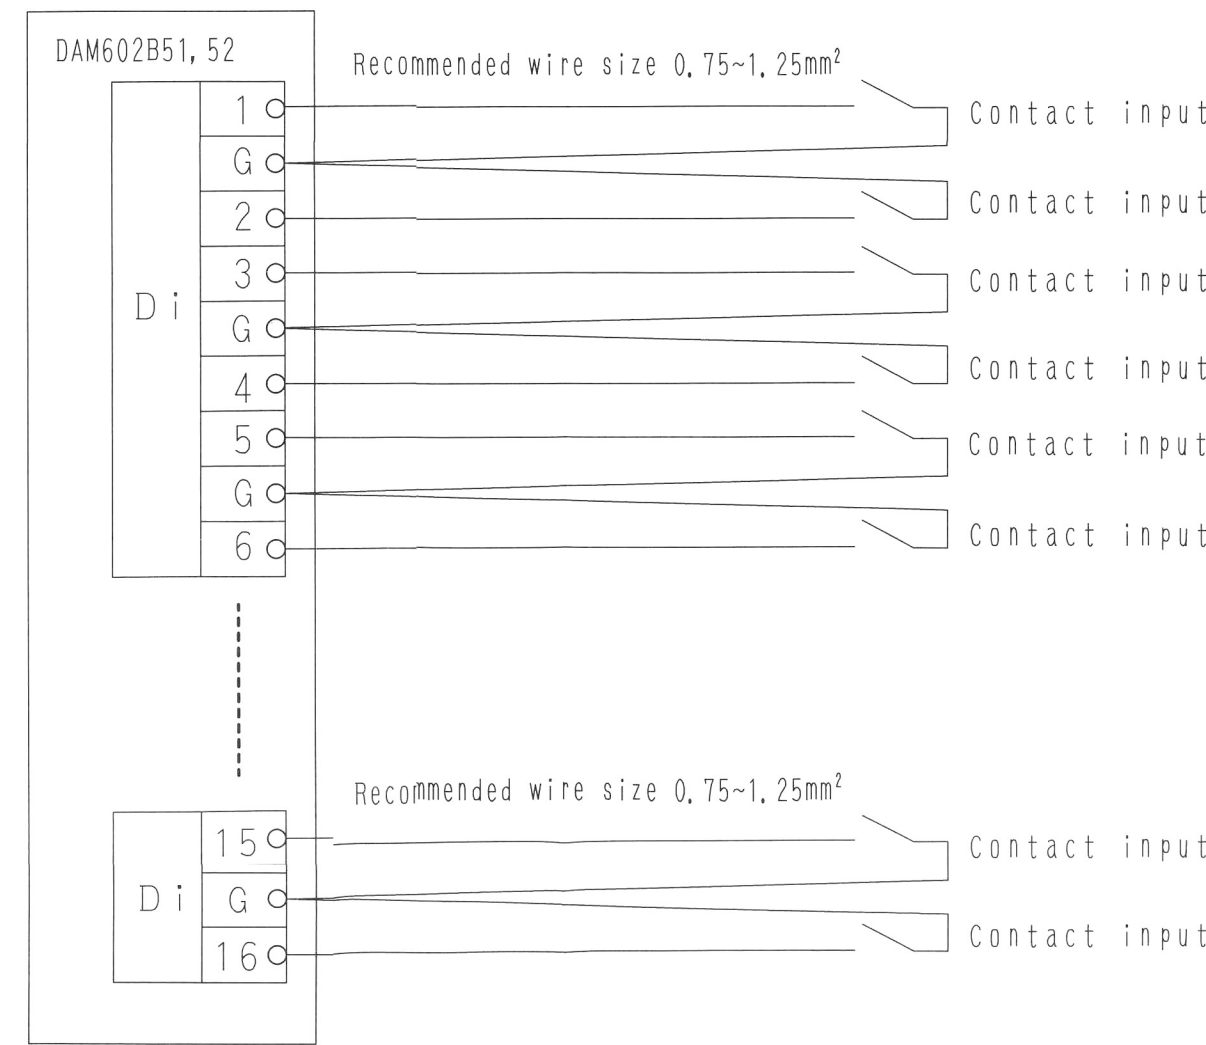 DAM602B51,52
Recommended wire size 0.75~1.25mm²
1
Contact input
G
2
Contact input
3
Contact input
Di
G
4
Contact input
5
Contact input
G
6
Contact input
Recommended wire size 0.75~1.25mm²
15
Contact input
Di
G
16
Contact input